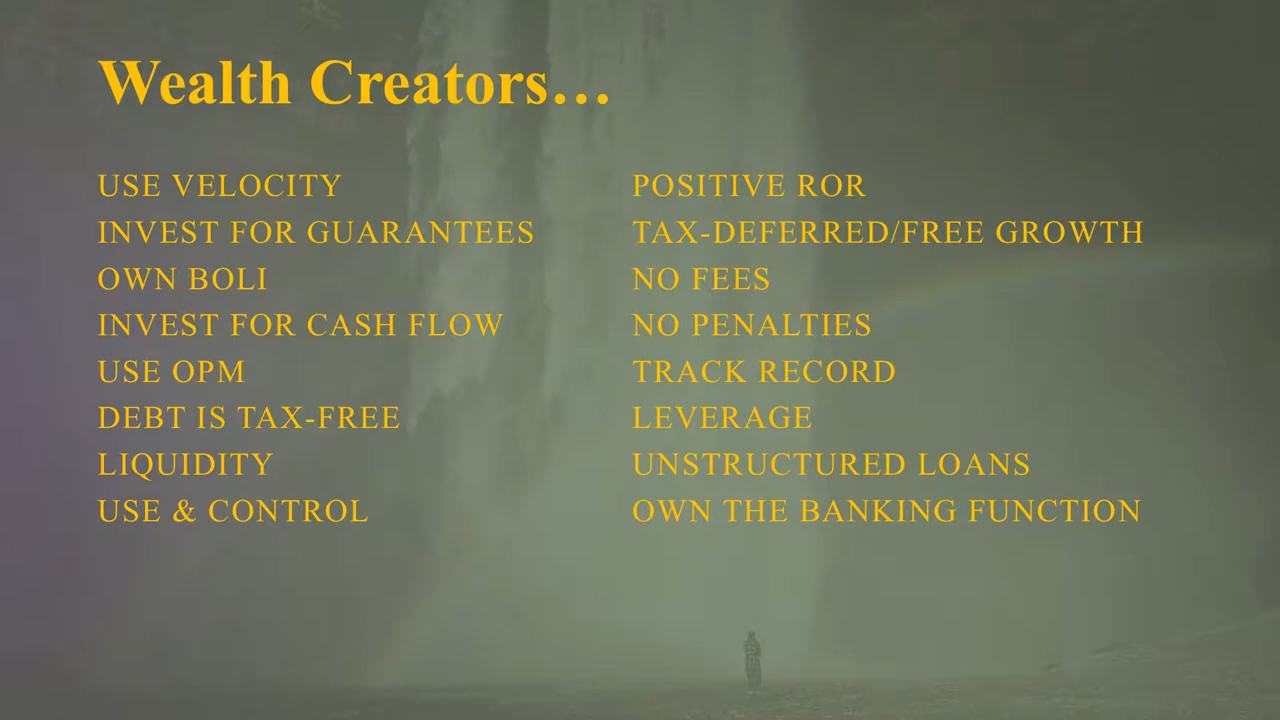 Wealth Creators…
USE VELOCITY
INVEST FOR GUARANTEES
OWN BOLI
INVEST FOR CASH FLOW
USE OPM
DEBT IS TAX-FREE
LIQUIDITY
USE & CONTROL
POSITIVE ROR
TAX-DEFERRED/FREE GROWTH
NO FEES
NO PENALTIES
TRACK RECORD
LEVERAGE
UNSTRUCTURED LOANS
OWN THE BANKING FUNCTION